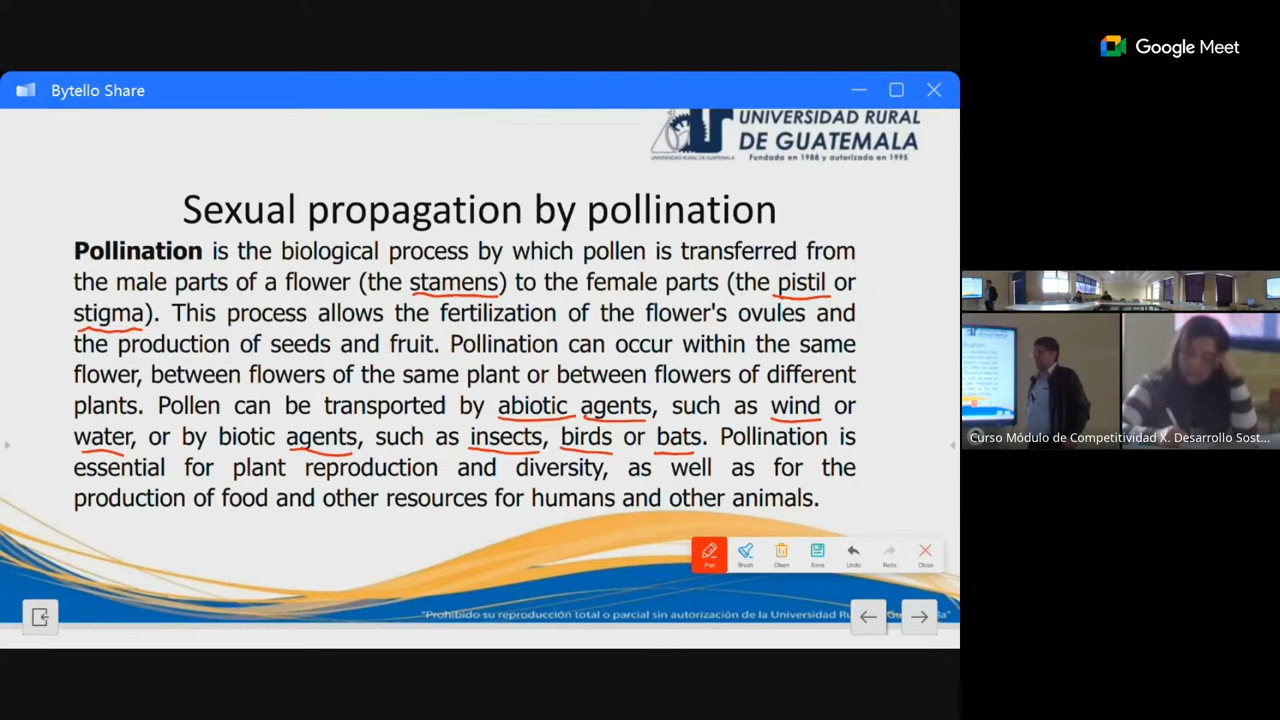 Google Meet
Bytello Share
UNIVERSIDAD RURAL
DE GUATEMALA
UNIVERSIDAD RURAL DE GUATEMALA
Fundada en 1988 y autorizada en 1995
Sexual propagation by pollination
Pollination is the biological process by which pollen is transferred from
the male parts of a flower (the stamens) to the female parts (the pistil or
stigma). This process allows the fertilization of the flower's ovules and
the production of seeds and fruit. Pollination can occur within the same
flower, between flowers of the same plant or between flowers of different
plants. Pollen can be transported by abiotic agents, such as wind or
water, or by biotic agents, such as insects, birds or bats. Pollination is
essential for plant reproduction and diversity, as well as for the
production of food and other resources for humans and other animals.
Pen Brush Clean Save Undo Redo Close
"Prohibido su reproducción total o parcial sin autorización de la Universidad Ru
Curso Módulo de Competitividad X. Desarrollo Sost...